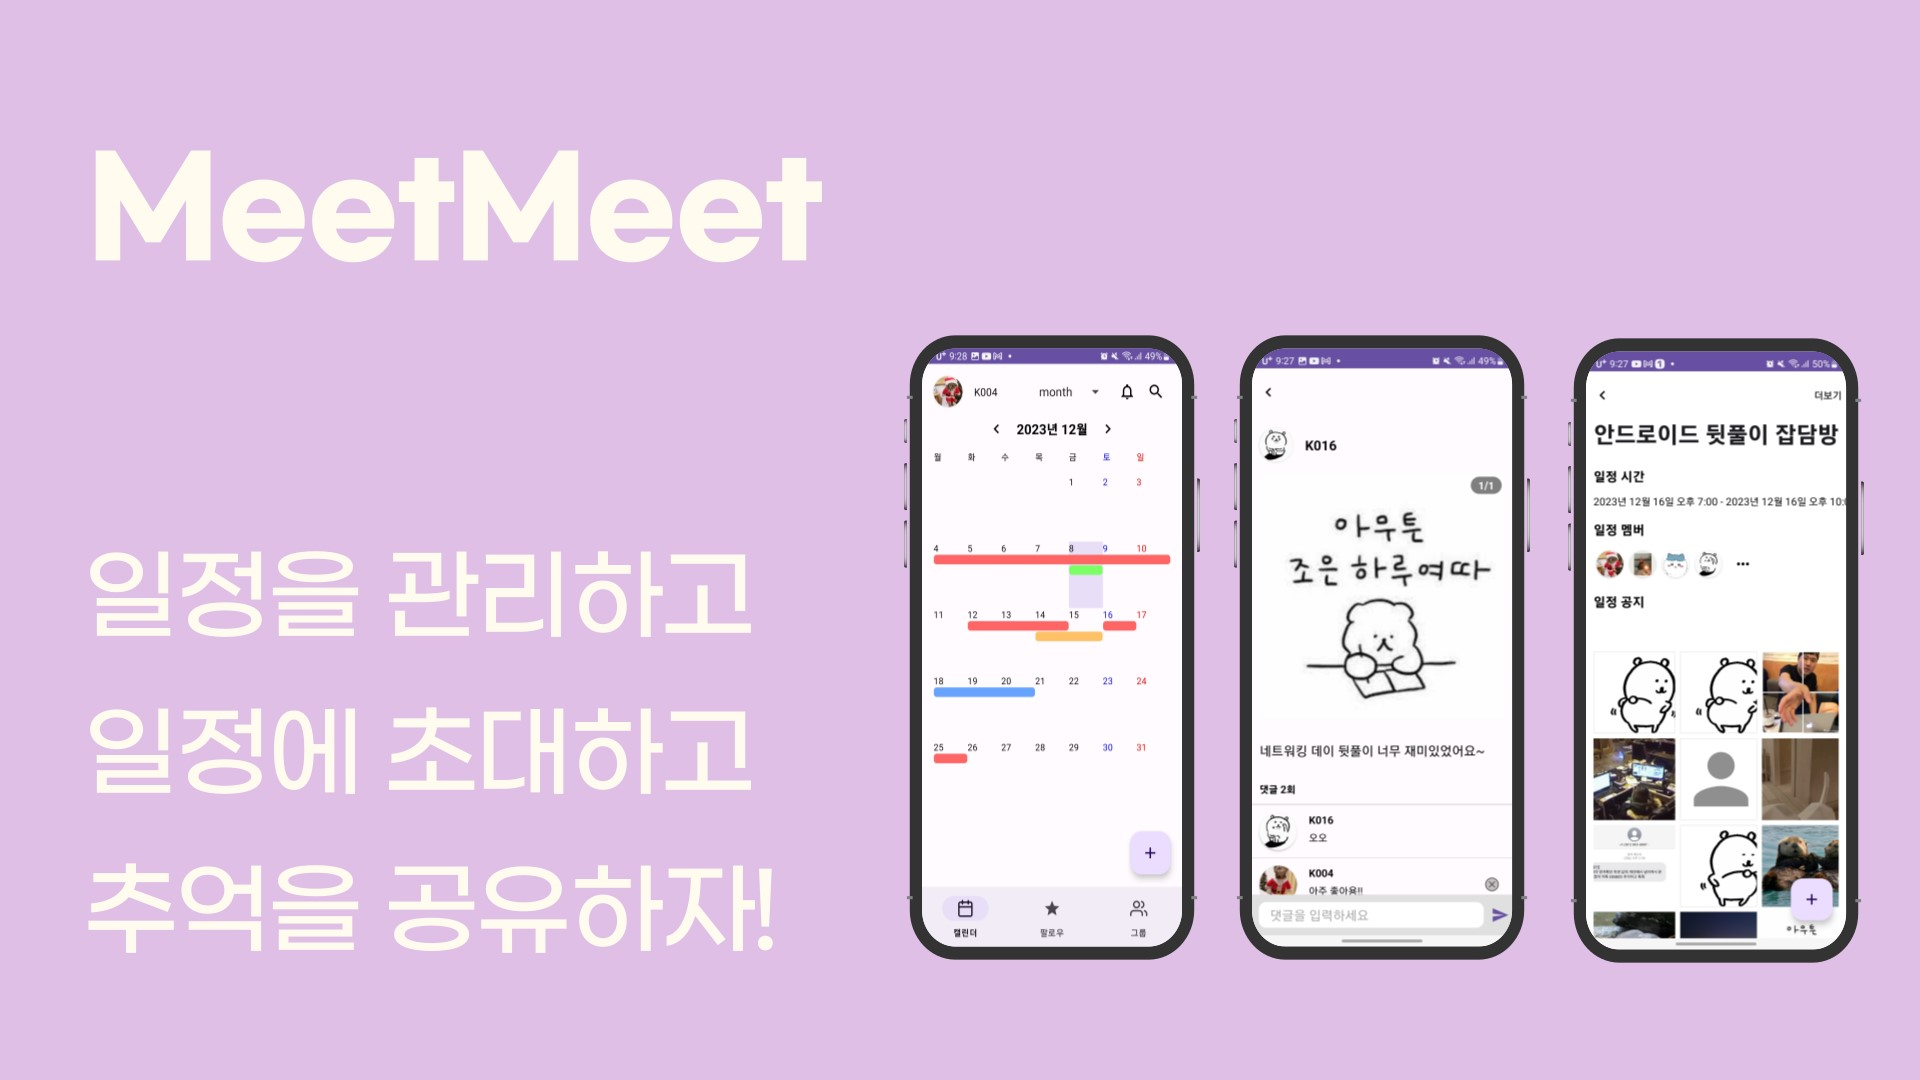 MeetMeet
일정을 관리하고
일정에 초대하고
추억을 공유하자!
9:28
49%
K004
month
2023년 12월
월 화 수 목 금 토 일
1 2 3
4 5 6 7 8 9 10
11 12 13 14 15 16 17
18 19 20 21 22 23 24
25 26 27 28 29 30 31
+
캘린더 팔로우 그룹
U+ 9:27
49%
K016
1/1
아무튼
조은 하루여따
네트워킹 데이 뒷풀이 너무 재미있었어요~
댓글 2회
K016
오오
K004
아주 좋아용!!
댓글을 입력하세요
U+ 9:27
50%
더보기
안드로이드 뒷풀이 잡담방
일정 시간
2023년 12월 16일 오후 7:00 - 2023년 12월 16일 오후 10:
일정 멤버
일정 공지
+
아무튼